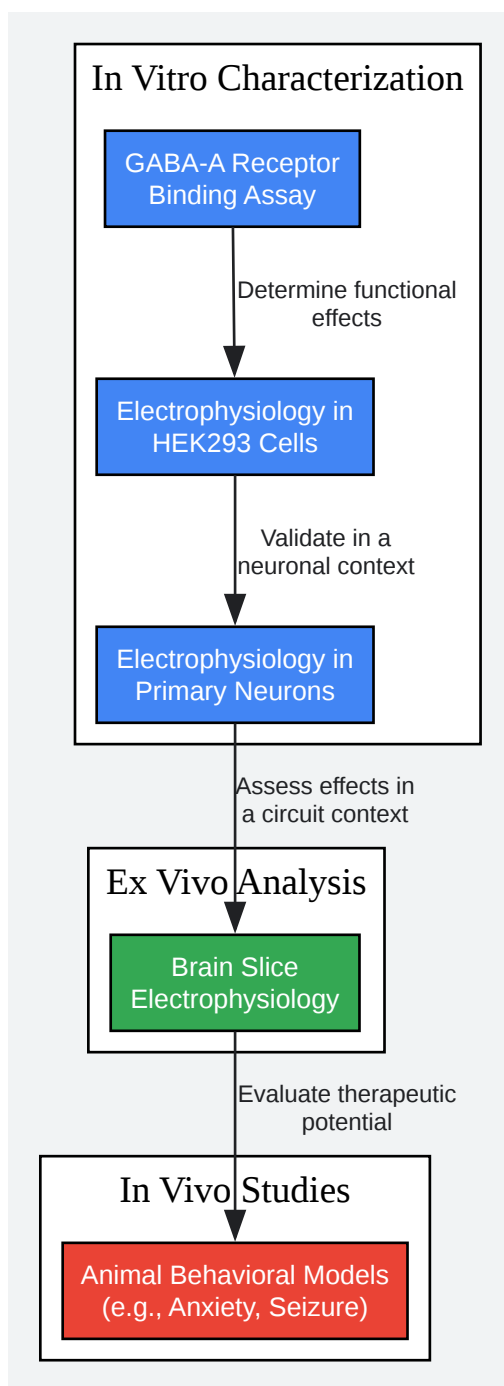 In Vitro Characterization
GABA-A Receptor
Binding Assay
Determine functional
effects
Electrophysiology in
HEK293 Cells
Validate in a
neuronal context
Electrophysiology in
Primary Neurons
Assess effects in
a circuit context
Ex Vivo Analysis
Brain Slice
Electrophysiology
Evaluate therapeutic
potential
In Vivo Studies
Animal Behavioral Models
(e.g., Anxiety, Seizure)